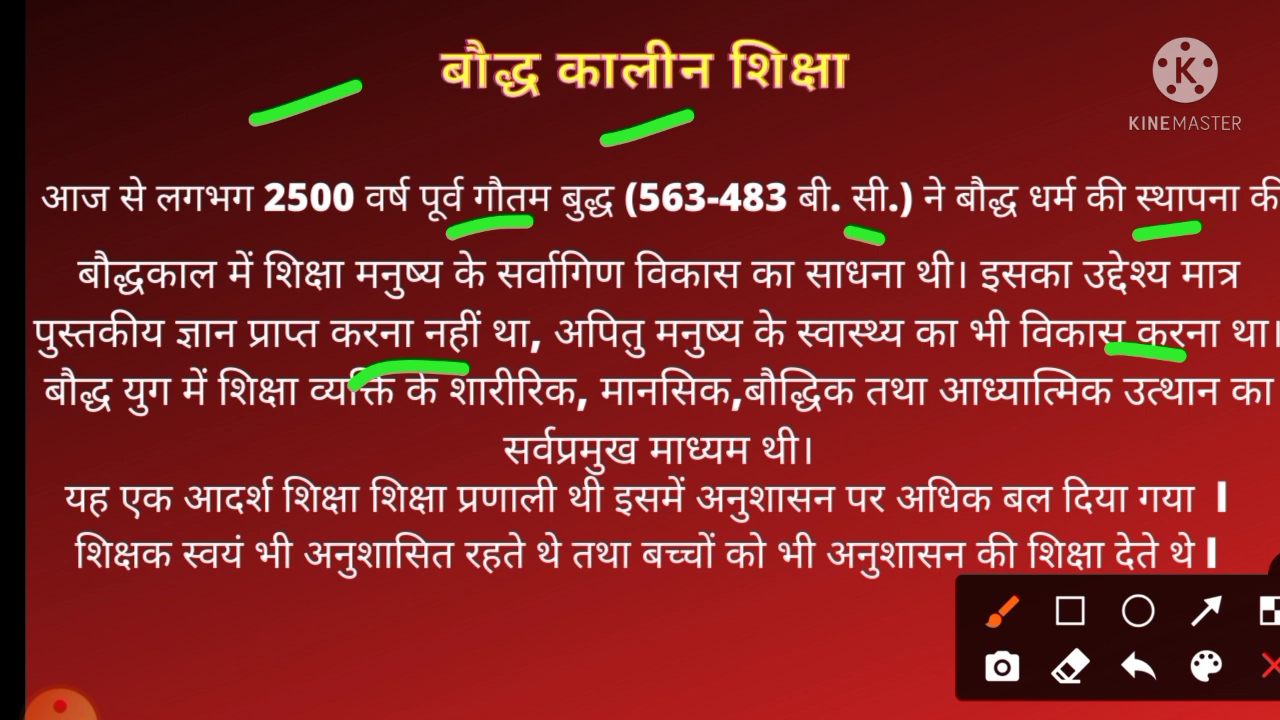 बौद्ध कालीन शिक्षा
KINEMASTER
आज से लगभग 2500 वर्ष पूर्व गौतम बुद्ध (563-483 बी. सी.) ने बौद्ध धर्म की स्थापना की
बौद्धकाल में शिक्षा मनुष्य के सर्वागिण विकास का साधना थी। इसका उद्देश्य मात्र
पुस्तकीय ज्ञान प्राप्त करना नहीं था, अपितु मनुष्य के स्वास्थ्य का भी विकास करना था।
बौद्ध युग में शिक्षा व्यक्ति के शारीरिक, मानसिक,बौद्धिक तथा आध्यात्मिक उत्थान का
सर्वप्रमुख माध्यम थी।
यह एक आदर्श शिक्षा शिक्षा प्रणाली थी इसमें अनुशासन पर अधिक बल दिया गया ।
शिक्षक स्वयं भी अनुशासित रहते थे तथा बच्चों को भी अनुशासन की शिक्षा देते थे ।